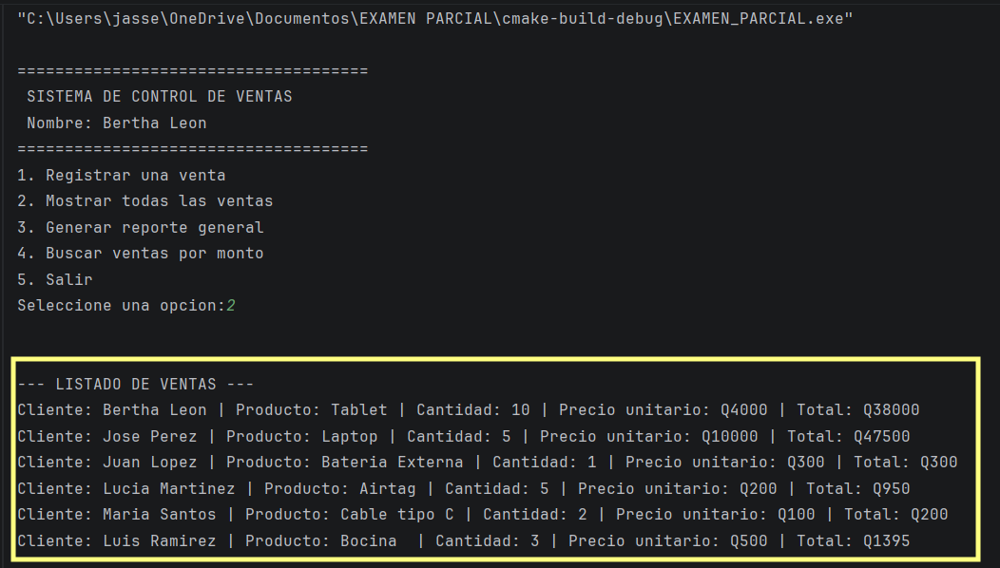 "C:\Users\jasse\OneDrive\Documentos\EXAMEN PARCIAL\cmake-build-debug\EXAMEN_PARCIAL.exe"
=====================================
SISTEMA DE CONTROL DE VENTAS
Nombre: Bertha Leon
=====================================
1. Registrar una venta
2. Mostrar todas las ventas
3. Generar reporte general
4. Buscar ventas por monto
5. Salir
Seleccione una opcion:2
--- LISTADO DE VENTAS ---
Cliente: Bertha Leon | Producto: Tablet | Cantidad: 10 | Precio unitario: Q4000 | Total: Q38000
Cliente: Jose Perez | Producto: Laptop | Cantidad: 5 | Precio unitario: Q10000 | Total: Q47500
Cliente: Juan Lopez | Producto: Bateria Externa | Cantidad: 1 | Precio unitario: Q300 | Total: Q300
Cliente: Lucia Martinez | Producto: Airtag | Cantidad: 5 | Precio unitario: Q200 | Total: Q950
Cliente: Maria Santos | Producto: Cable tipo C | Cantidad: 2 | Precio unitario: Q100 | Total: Q200
Cliente: Luis Ramirez | Producto: Bocina  | Cantidad: 3 | Precio unitario: Q500 | Total: Q1395